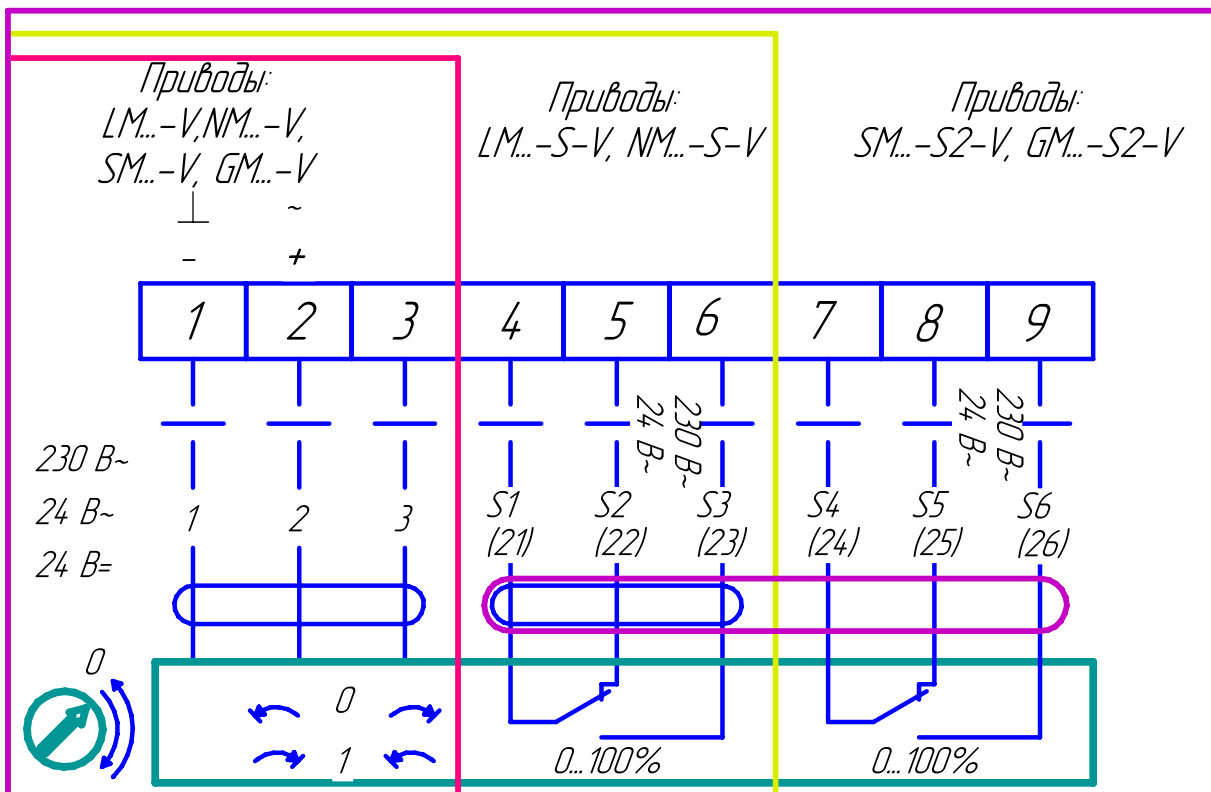 Приводы:
LM...-V,NM...-V,
SM...-V, GM...-V
Приводы:
LM...-S-V, NM...-S-V
Приводы:
SM...-S2-V, GM...-S2-V
~
- +
1 2 3 4 5 6 7 8 9
230 В~
24 В~
230 В~
24 В~
230 В~
24 В~
24 В=
1 2 3
S1 S2 S3 S4 S5 S6
(21) (22) (23) (24) (25) (26)
0
0
1
0...100% 0...100%